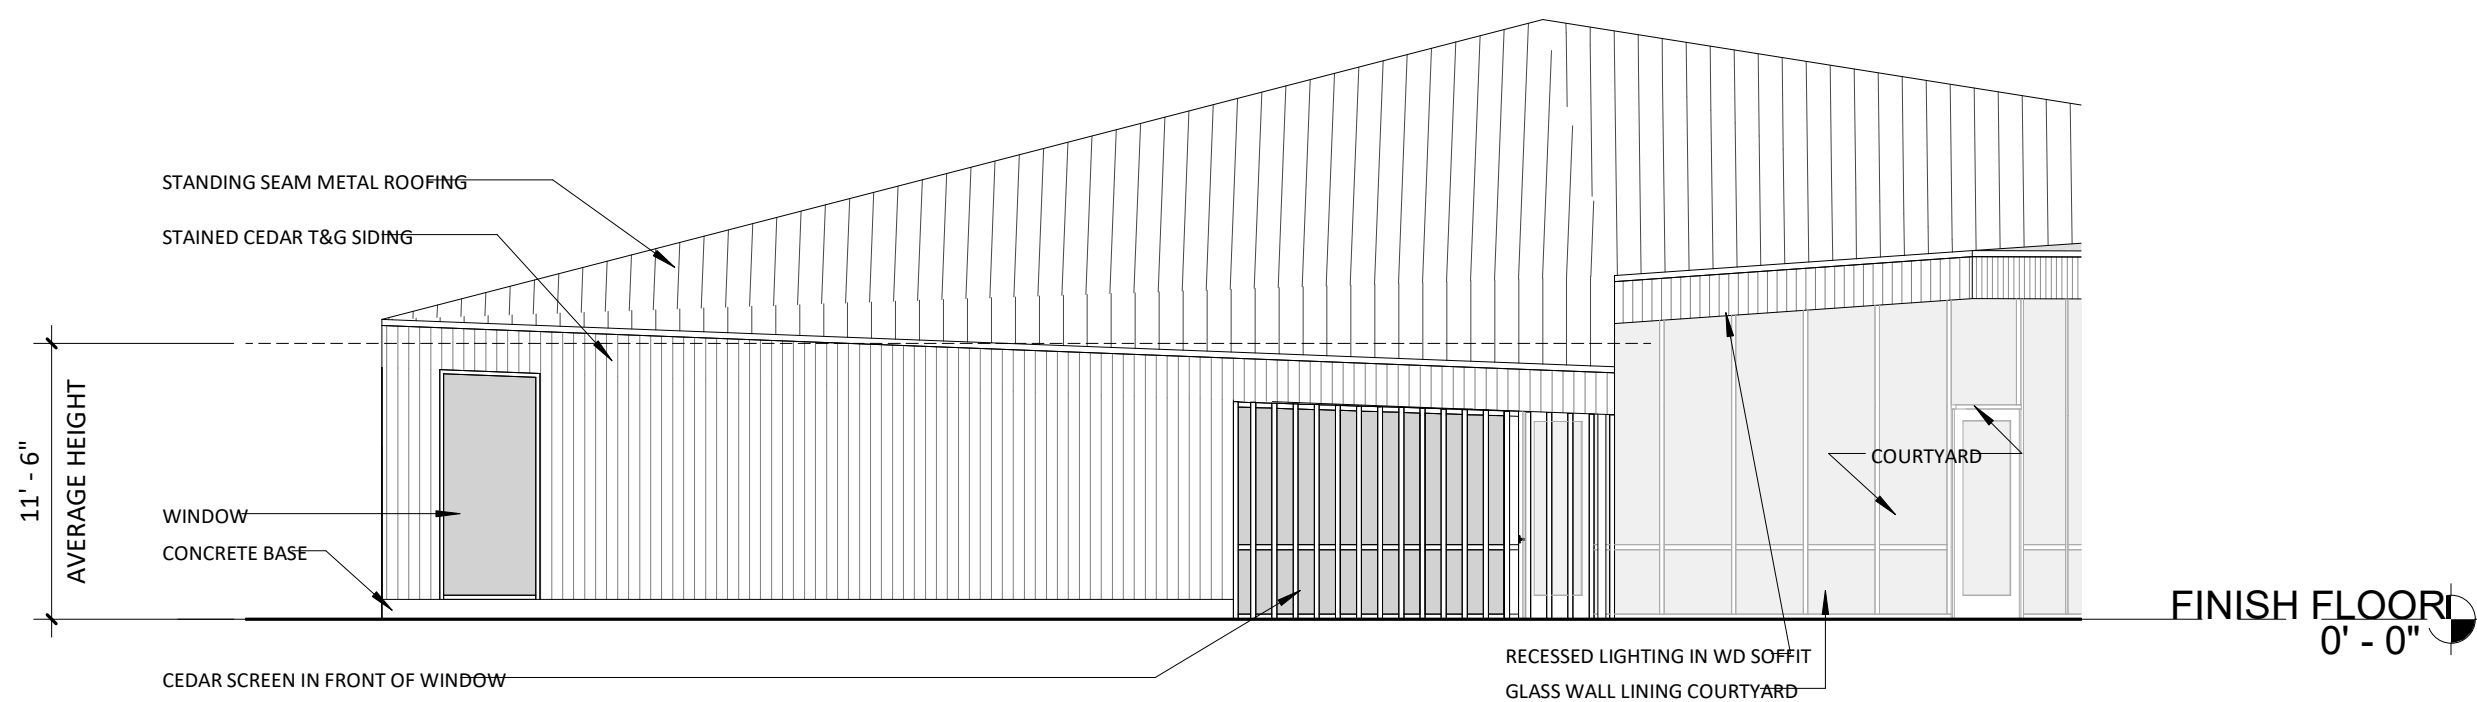 STANDING SEAM METAL ROOFING
STAINED CEDAR T&G SIDING
11' - 6"
AVERAGE HEIGHT
WINDOW
CONCRETE BASE
CEDAR SCREEN IN FRONT OF WINDOW
COURTYARD
RECESSED LIGHTING IN WD SOFFIT
GLASS WALL LINING COURTYARD
FINISH FLOOR
0' - 0"